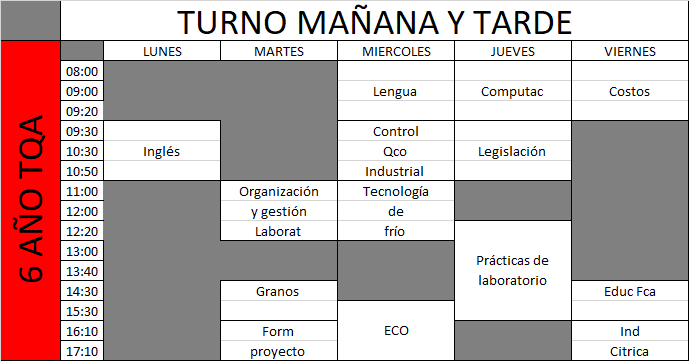 TURNO MAÑANA Y TARDE
6 AÑO TQA
LUNES MARTES MIERCOLES JUEVES VIERNES
08:00
09:00 Lengua Computac Costos
09:20
09:30 Control
10:30 Inglés Qco Legislación
10:50 Industrial
11:00 Organización Tecnología
12:00 y gestión de
12:20 Laborat frío
13:00
Prácticas de
13:40 laboratorio
14:30 Granos Educ Fca
15:30
ECO
16:10 Form Ind
17:10 proyecto Citrica